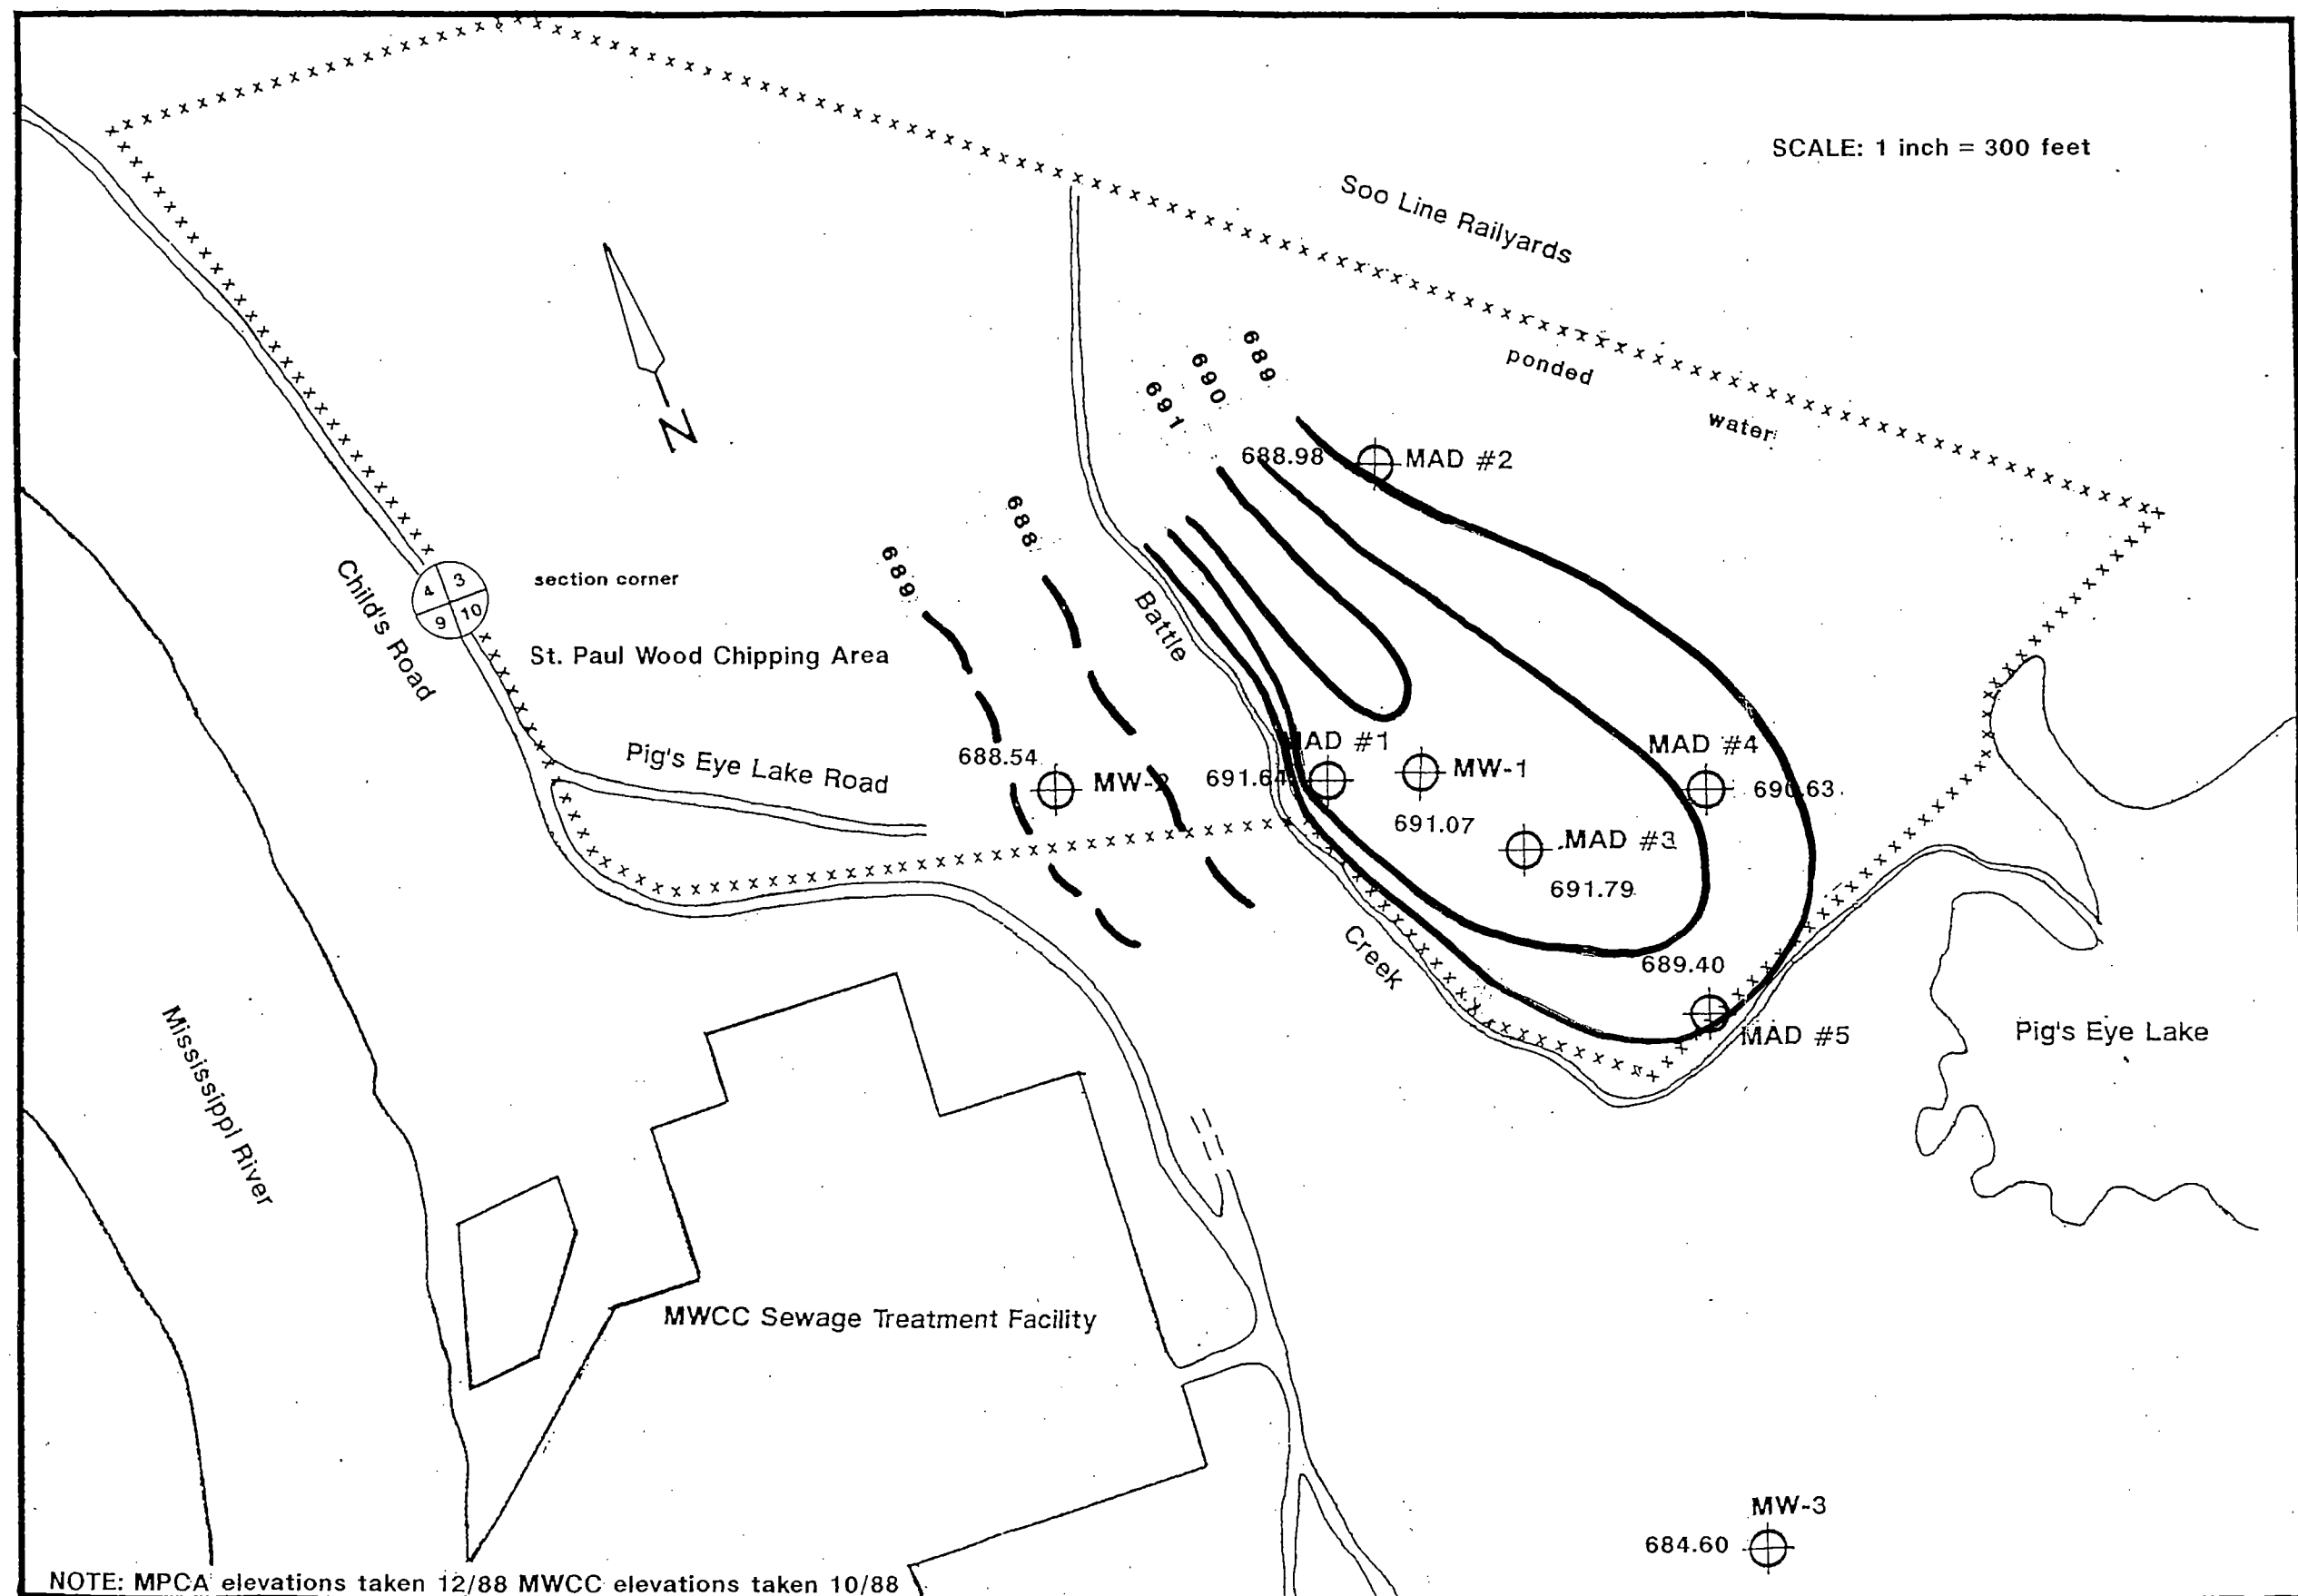 SCALE: 1 inch = 300 feet
Soo Line Railyards
ponded
water
689
690
691
688.98
MAD #2
N
688
689
section corner
3
4
10
9
Child's Road
St. Paul Wood Chipping Area
Battle
Pig's Eye Lake Road
688.54
MW-2
MAD #1
691.64
MW-1
691.07
MAD #4
690.63
MAD #3
691.79
Creek
689.40
MAD #5
Pig's Eye Lake
Mississippi River
MWCC Sewage Treatment Facility
MW-3
684.60
NOTE: MPCA elevations taken 12/88 MWCC elevations taken 10/88